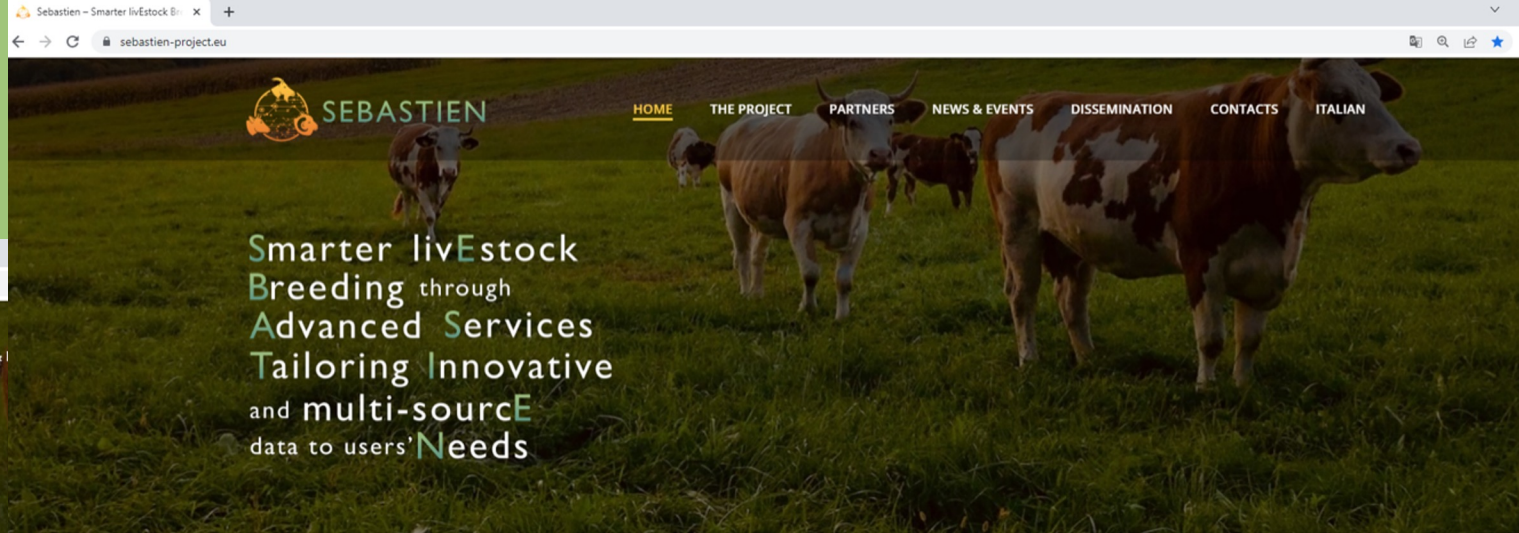 Sebastien – Smarter livEstock Br
sebastien-project.eu
SEBASTIEN
HOME THE PROJECT PARTNERS NEWS & EVENTS DISSEMINATION CONTACTS ITALIAN
Smarter livEstock
Breeding through
Advanced Services
Tailoring Innovative
and multi-sourcE
data to users' Needs